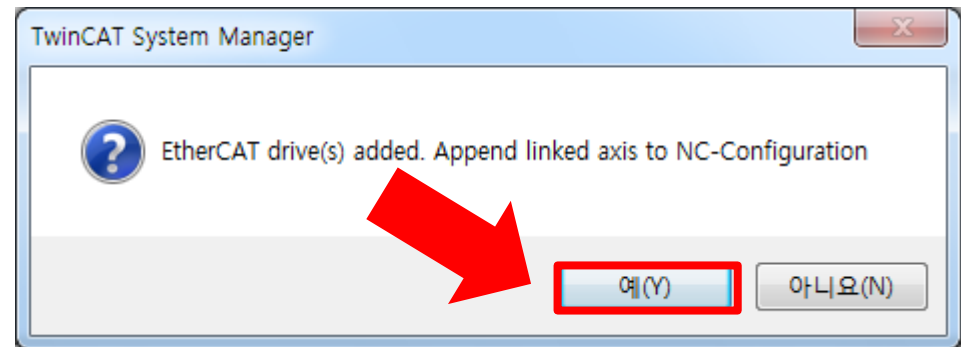 TwinCAT System Manager
EtherCAT drive(s) added. Append linked axis to NC-Configuration
예(Y)
아니요(N)